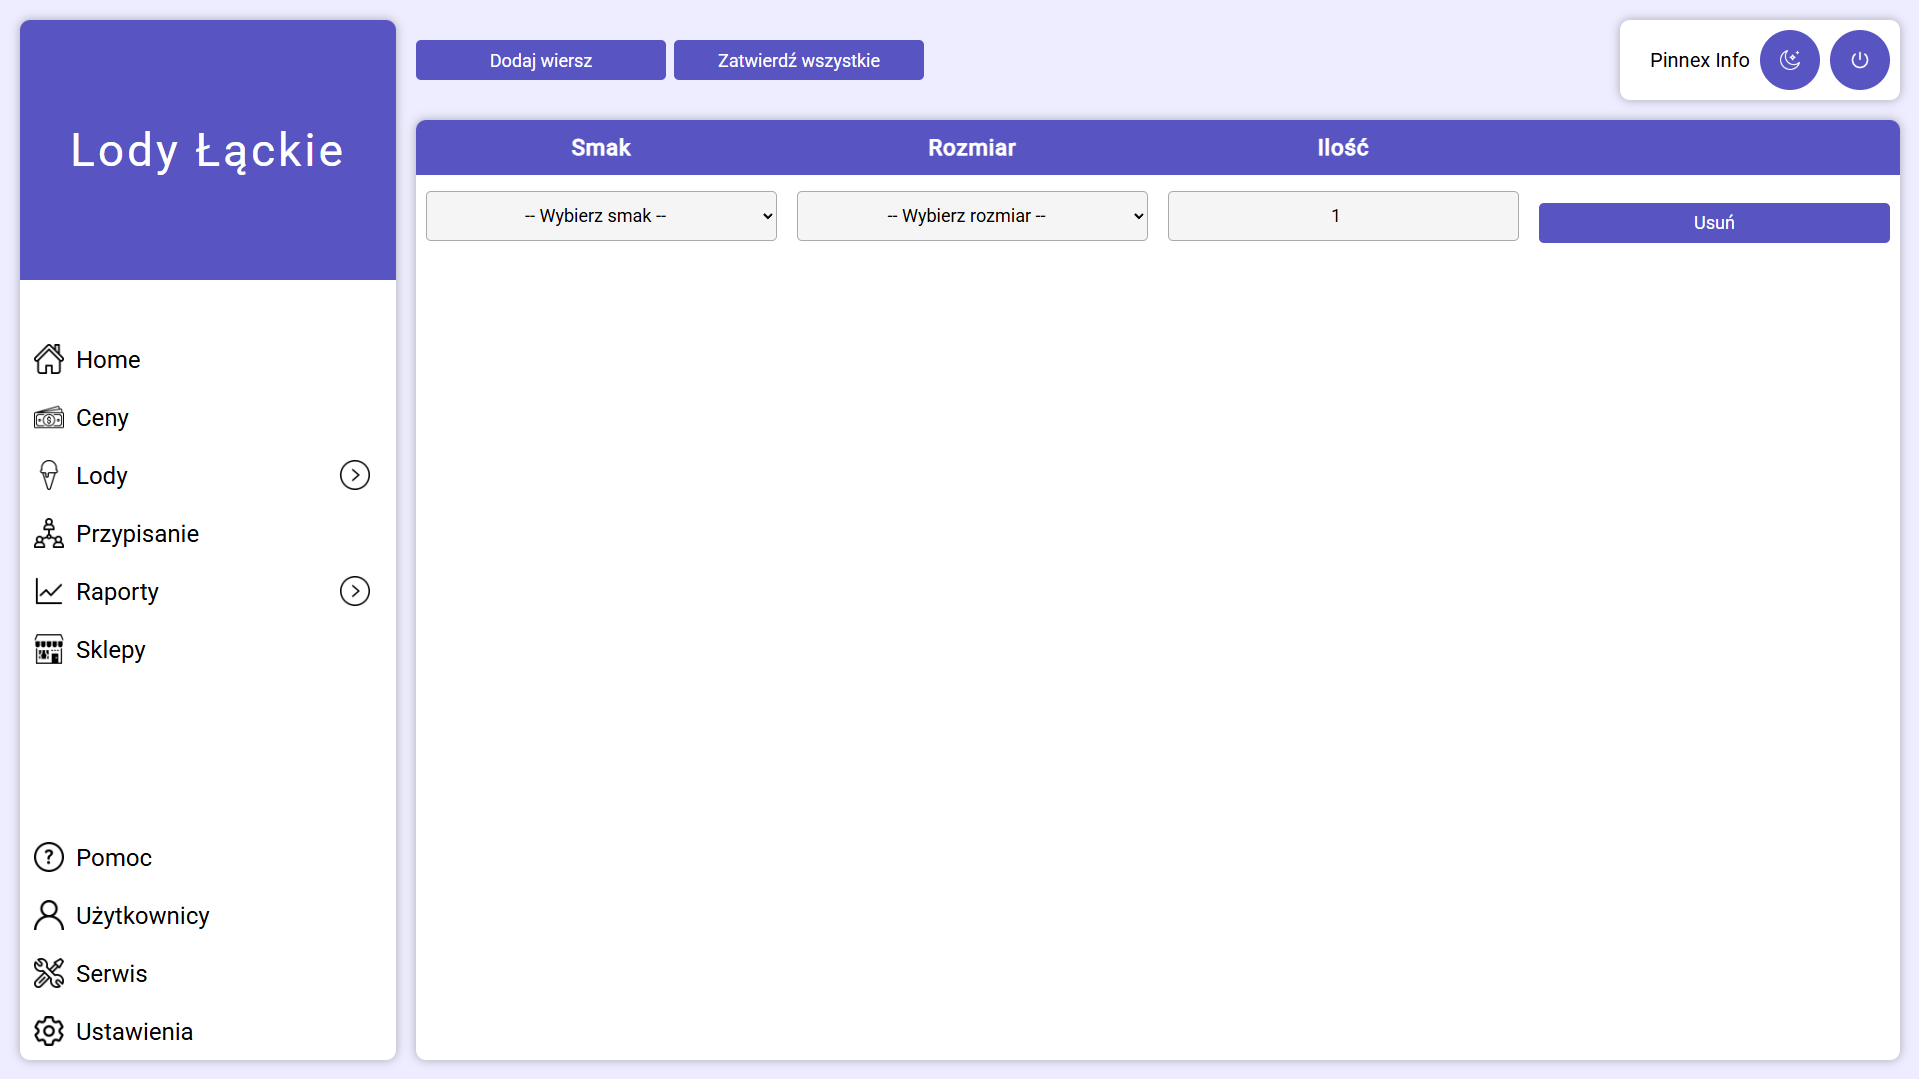 Lody Łąckie
Home
Ceny
Lody
Przypisanie
Raporty
Sklepy
Pomoc
Użytkownicy
Serwis
Ustawienia
Dodaj wiersz
Zatwierdź wszystkie
Pinnex Info
Smak Rozmiar Ilość
-- Wybierz smak -- -- Wybierz rozmiar -- 1 Usuń